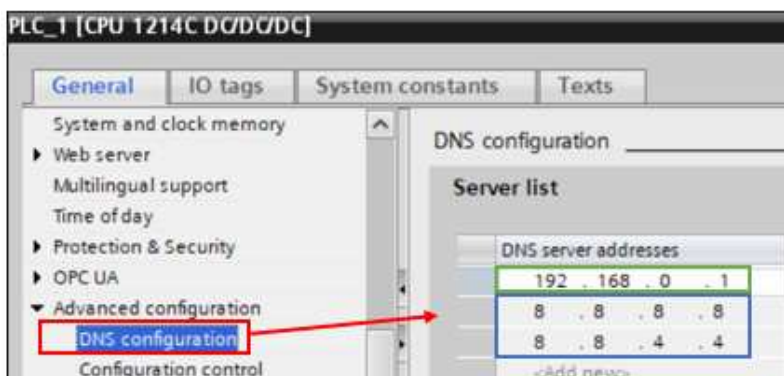 PLC_1 [CPU 1214C DC/DC/DC]
General IO tags System constants Texts
System and clock memory
Web server
Multilingual support
Time of day
Protection & Security
OPC UA
Advanced configuration
DNS configuration
Configuration control
DNS configuration
Server list
DNS server addresses
192 . 168 . 0 . 1
8 . 8 . 8 . 8
8 . 8 . 4 . 4
<Add new>